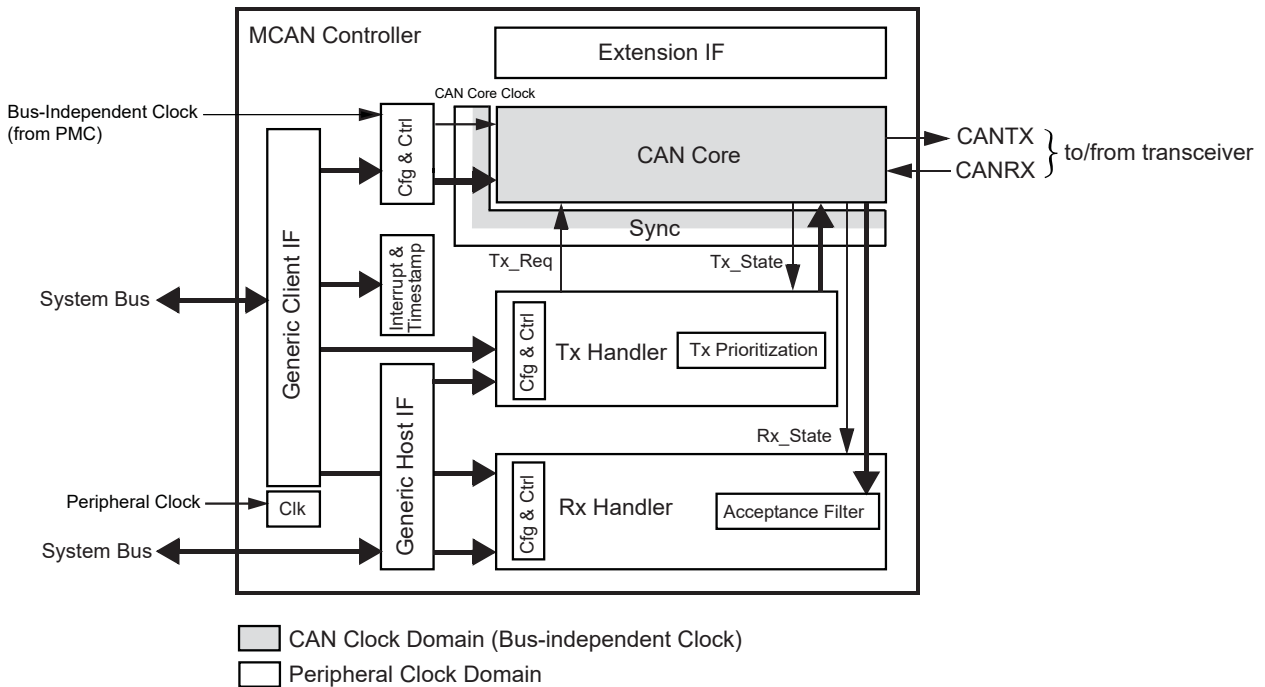 MCAN Controller
Extension IF
Bus-Independent Clock
(from PMC)
CAN Core Clock
Cfg & Ctrl
CAN Core
CANTX
CANRX
to/from transceiver
Sync
Generic Client IF
Interrupt &
Timestamp
Tx_Req
Tx_State
System Bus
Cfg & Ctrl
Tx Handler
Tx Prioritization
Generic Host IF
Rx_State
Peripheral Clock
Clk
Cfg & Ctrl
Rx Handler
Acceptance Filter
System Bus
CAN Clock Domain (Bus-independent Clock)
Peripheral Clock Domain